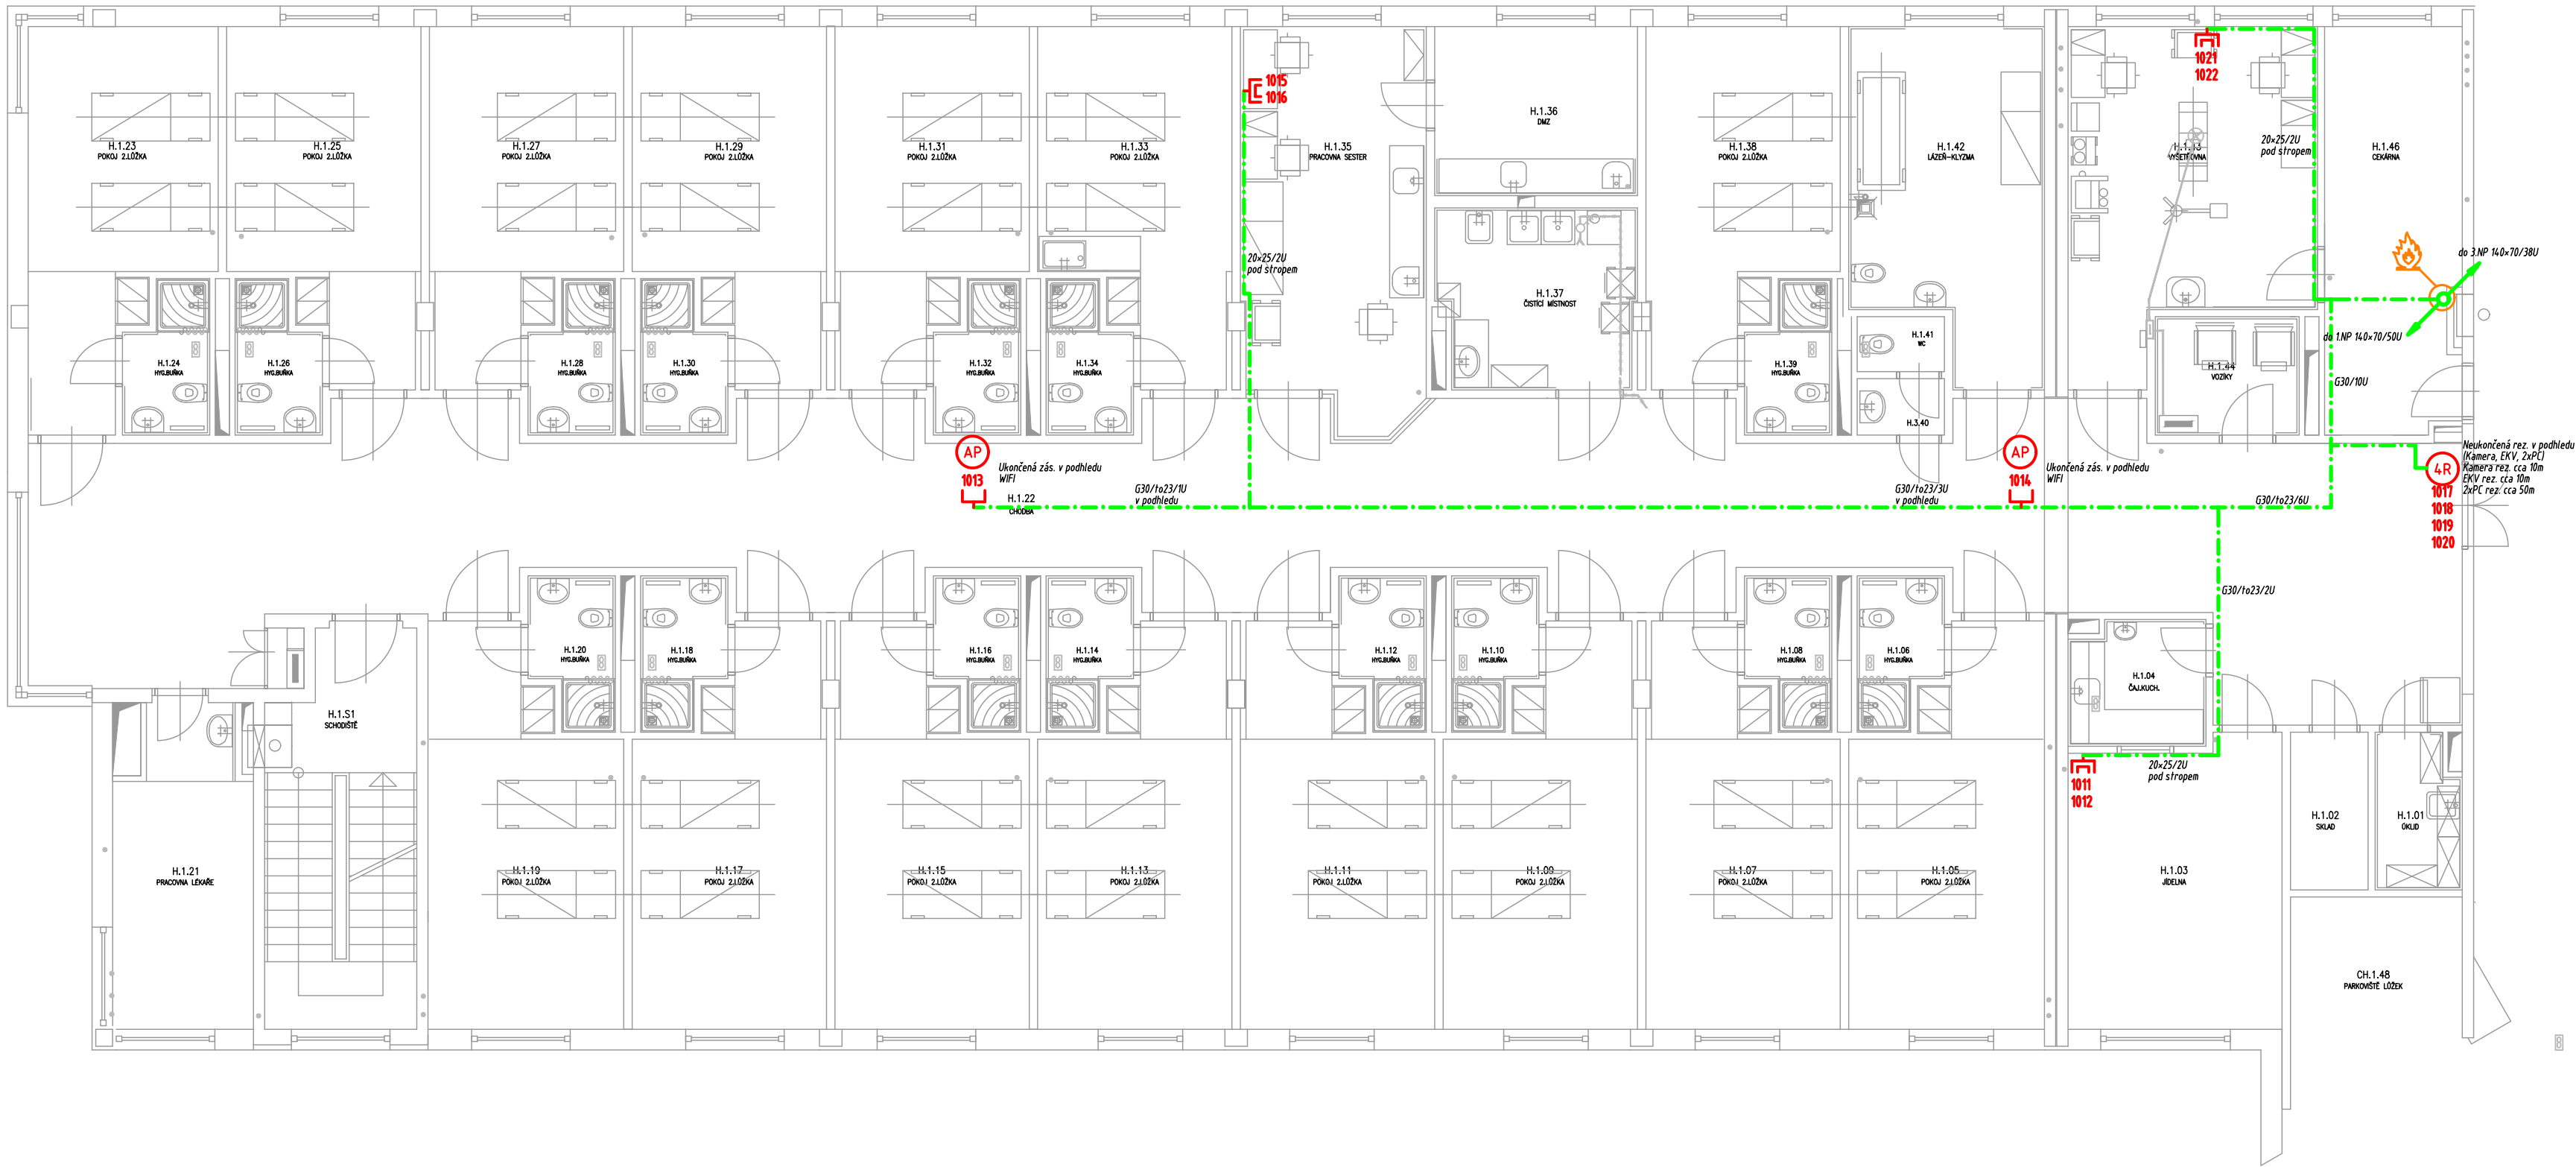 H.1.23
POKOJ 2.LŮŽKA
H.1.25
POKOJ 2.LŮŽKA
H.1.27
POKOJ 2.LŮŽKA
H.1.29
POKOJ 2.LŮŽKA
H.1.31
POKOJ 2.LŮŽKA
H.1.33
POKOJ 2.LŮŽKA
1015
1016
H.1.35
PRACOVNA SESTER
H.1.36
DMZ
H.1.38
POKOJ 2.LŮŽKA
H.1.42
LÁZEŇ-KLYZMA
1021
1022
VYŠETŘOVNA
20×25/2U
pod stropem
H.1.46
CEKÁRNA
20×25/2U
pod stropem
H.1.37
ČISTÍCÍ MÍSTNOST
do 3.NP 140×70/38U
do 1.NP 140×70/50U
H.1.24
HYG.BUŇKA
H.1.26
HYG.BUŇKA
H.1.28
HYG.BUŇKA
H.1.30
HYG.BUŇKA
H.1.32
HYG.BUŇKA
H.1.34
HYG.BUŇKA
H.1.39
HYG.BUŇKA
H.1.41
WC
H.3.40
H.1.44
VOZÍKY
G30/10U
AP
1013
Ukončená zás. v podhledu
WIFI
H.1.22
CHODBA
G30/to23/1U
v podhledu
G30/to23/3U
v podhledu
AP
1014
Ukončená zás. v podhledu
WIFI
G30/to23/6U
4R
1017
1018
1019
1020
Neukončená rez. v podhledu
(Kamera, EKV, 2xPC)
Kamera rez. cca 10m
EKV rez. cca 10m
2xPC rez. cca 50m
G30/to23/2U
H.1.20
HYG.BUŇKA
H.1.18
HYG.BUŇKA
H.1.16
HYG.BUŇKA
H.1.14
HYG.BUŇKA
H.1.12
HYG.BUŇKA
H.1.10
HYG.BUŇKA
H.1.08
HYG.BUŇKA
H.1.06
HYG.BUŇKA
H.1.04
ČAJ.KUCH.
H.1.S1
SCHODIŠTĚ
20×25/2U
pod stropem
1011
1012
H.1.02
SKLAD
H.1.01
ÚKLID
H.1.21
PRACOVNA LÉKAŘE
H.1.19
POKOJ 2.LŮŽKA
H.1.17
POKOJ 2.LŮŽKA
H.1.15
POKOJ 2.LŮŽKA
H.1.13
POKOJ 2.LŮŽKA
H.1.11
POKOJ 2.LŮŽKA
H.1.09
POKOJ 2.LŮŽKA
H.1.07
POKOJ 2.LŮŽKA
H.1.05
POKOJ 2.LŮŽKA
H.1.03
JÍDELNA
CH.1.48
PARKOVIŠTĚ LŮŽEK